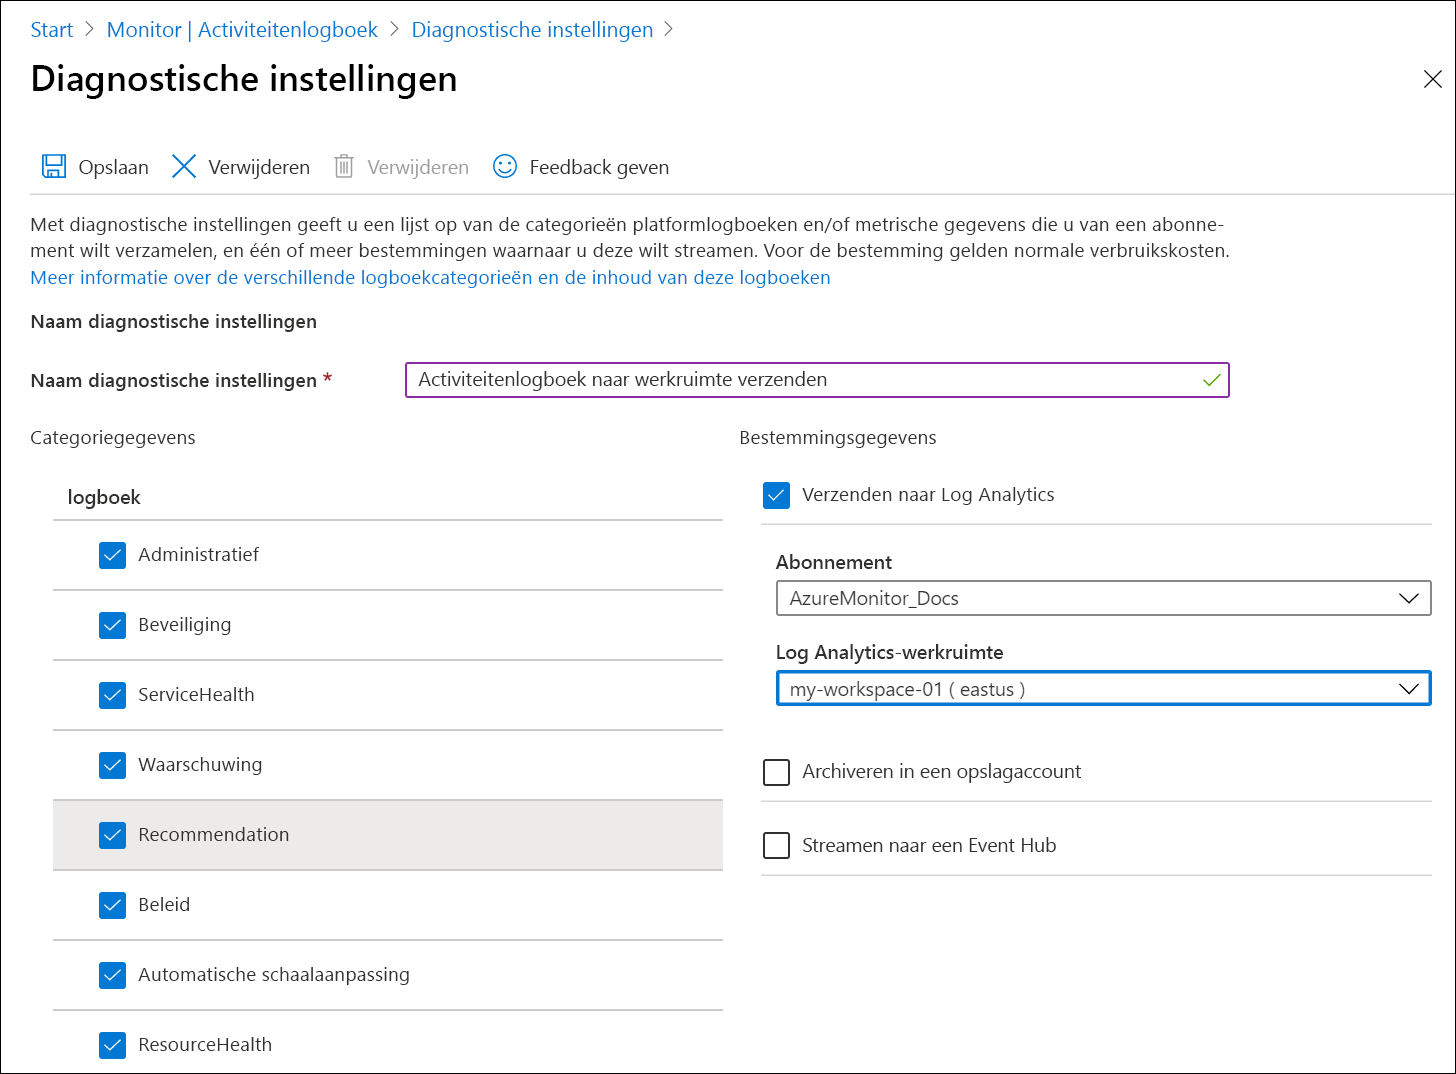 Start > Monitor | Activiteitenlogboek > Diagnostische instellingen >
Diagnostische instellingen
Opslaan Verwijderen Verwijderen Feedback geven
Met diagnostische instellingen geeft u een lijst op van de categorieën platformlogboeken en/of metrische gegevens die u van een abonne-
ment wilt verzamelen, en één of meer bestemmingen waarnaar u deze wilt streamen. Voor de bestemming gelden normale verbruikskosten.
Meer informatie over de verschillende logboekcategorieën en de inhoud van deze logboeken
Naam diagnostische instellingen
Naam diagnostische instellingen *
Activiteitenlogboek naar werkruimte verzenden
Categoriegegevens
logboek
Administratief
Beveiliging
ServiceHealth
Waarschuwing
Recommendation
Beleid
Automatische schaalaanpassing
ResourceHealth
Bestemmingsgegevens
Verzenden naar Log Analytics
Abonnement
AzureMonitor_Docs
Log Analytics-werkruimte
my-workspace-01 ( eastus )
Archiveren in een opslagaccount
Streamen naar een Event Hub